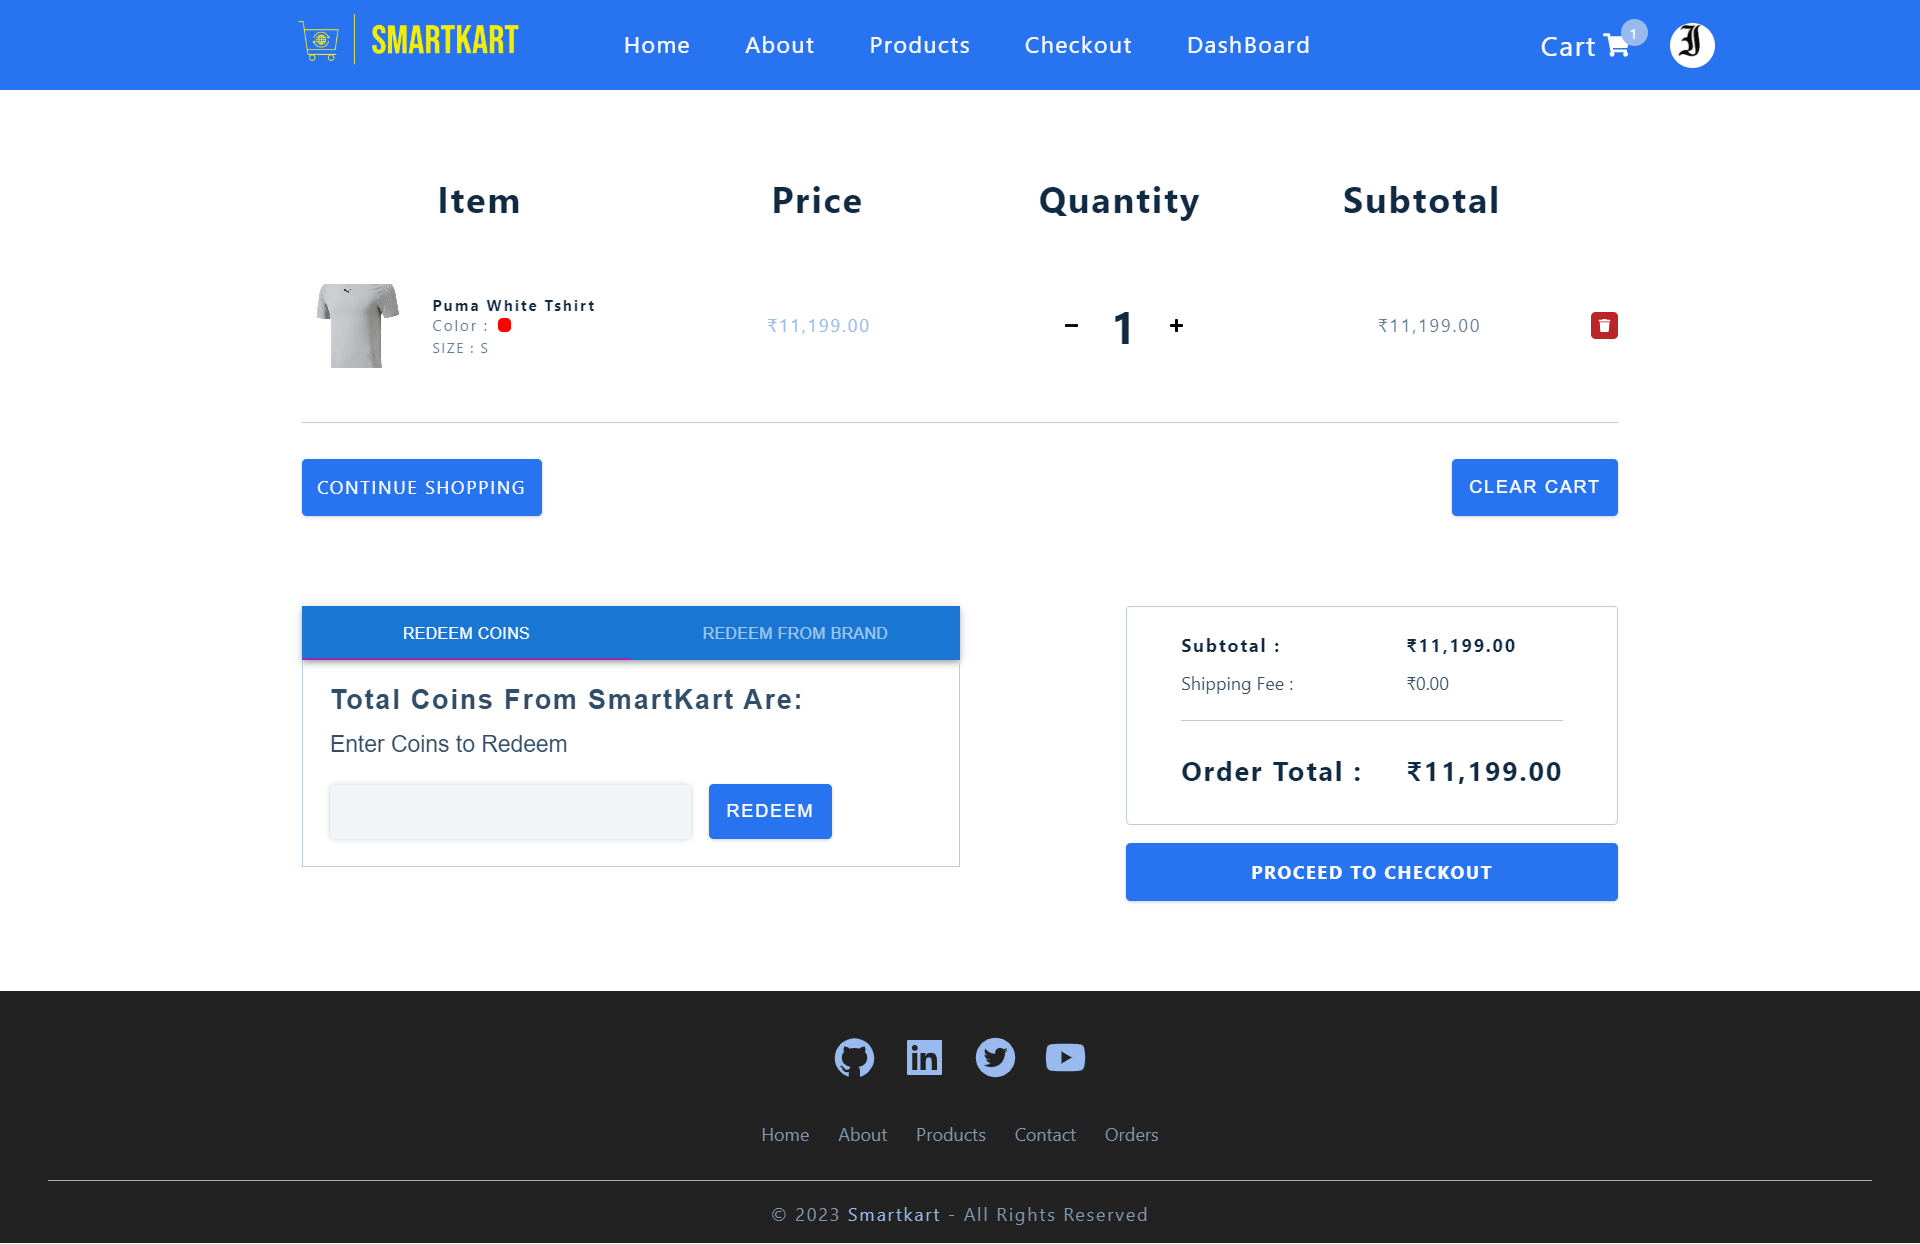 SMARTKART Home About Products Checkout DashBoard Cart 1
Item Price Quantity Subtotal
Puma White Tshirt
Color :
SIZE : S
₹11,199.00 − 1 + ₹11,199.00
CONTINUE SHOPPING CLEAR CART
REDEEM COINS REDEEM FROM BRAND
Total Coins From SmartKart Are:
Enter Coins to Redeem
REDEEM
Subtotal : ₹11,199.00
Shipping Fee : ₹0.00
Order Total : ₹11,199.00
PROCEED TO CHECKOUT
in
Home About Products Contact Orders
© 2023 Smartkart - All Rights Reserved